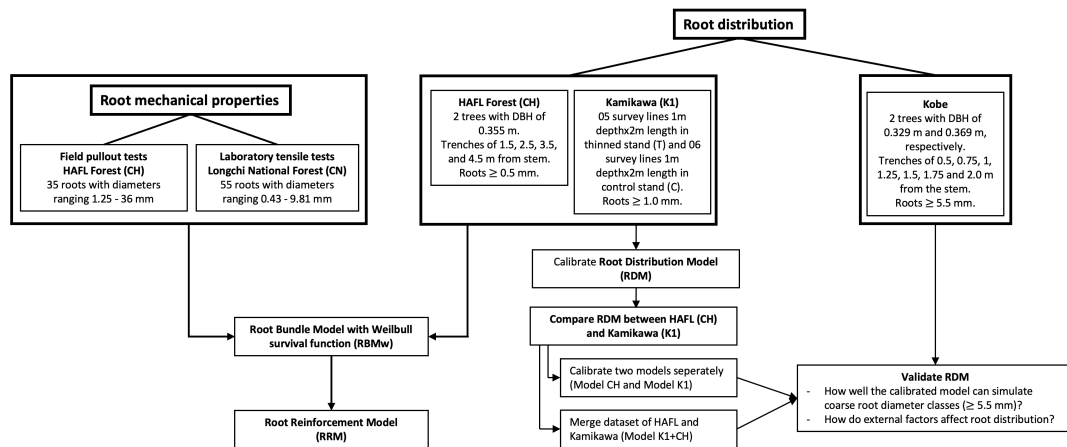 Root distribution
Root mechanical properties
Field pullout tests
HAFL Forest (CH)
35 roots with diameters
ranging 1.25 - 36 mm
Laboratory tensile tests
Longchi National Forest (CN)
55 roots with diameters
ranging 0.43 - 9.81 mm
HAFL Forest (CH)
2 trees with DBH of
0.355 m.
Trenches of 1.5, 2.5, 3.5,
and 4.5 m from stem.
Roots ≥ 0.5 mm.
Kamikawa (K1)
05 survey lines 1m
depthx2m length in
thinned stand (T) and 06
survey lines 1m
depthx2m length in
control stand (C).
Roots ≥ 1.0 mm.
Kobe
2 trees with DBH of
0.329 m and 0.369 m,
respectively.
Trenches of 0.5, 0.75, 1,
1.25, 1.5, 1.75 and 2.0 m
from the stem.
Roots ≥ 5.5 mm.
Calibrate Root Distribution Model
(RDM)
Compare RDM between HAFL (CH)
and Kamikawa (K1)
Root Bundle Model with Weilbull
survival function (RBMw)
Calibrate two models seperately
(Model CH and Model K1)
Merge dataset of HAFL and
Kamikawa (Model K1+CH)
Root Reinforcement Model
(RRM)
Validate RDM
- How well the calibrated model can simulate
coarse root diameter classes (≥ 5.5 mm)?
- How do external factors affect root distribution?